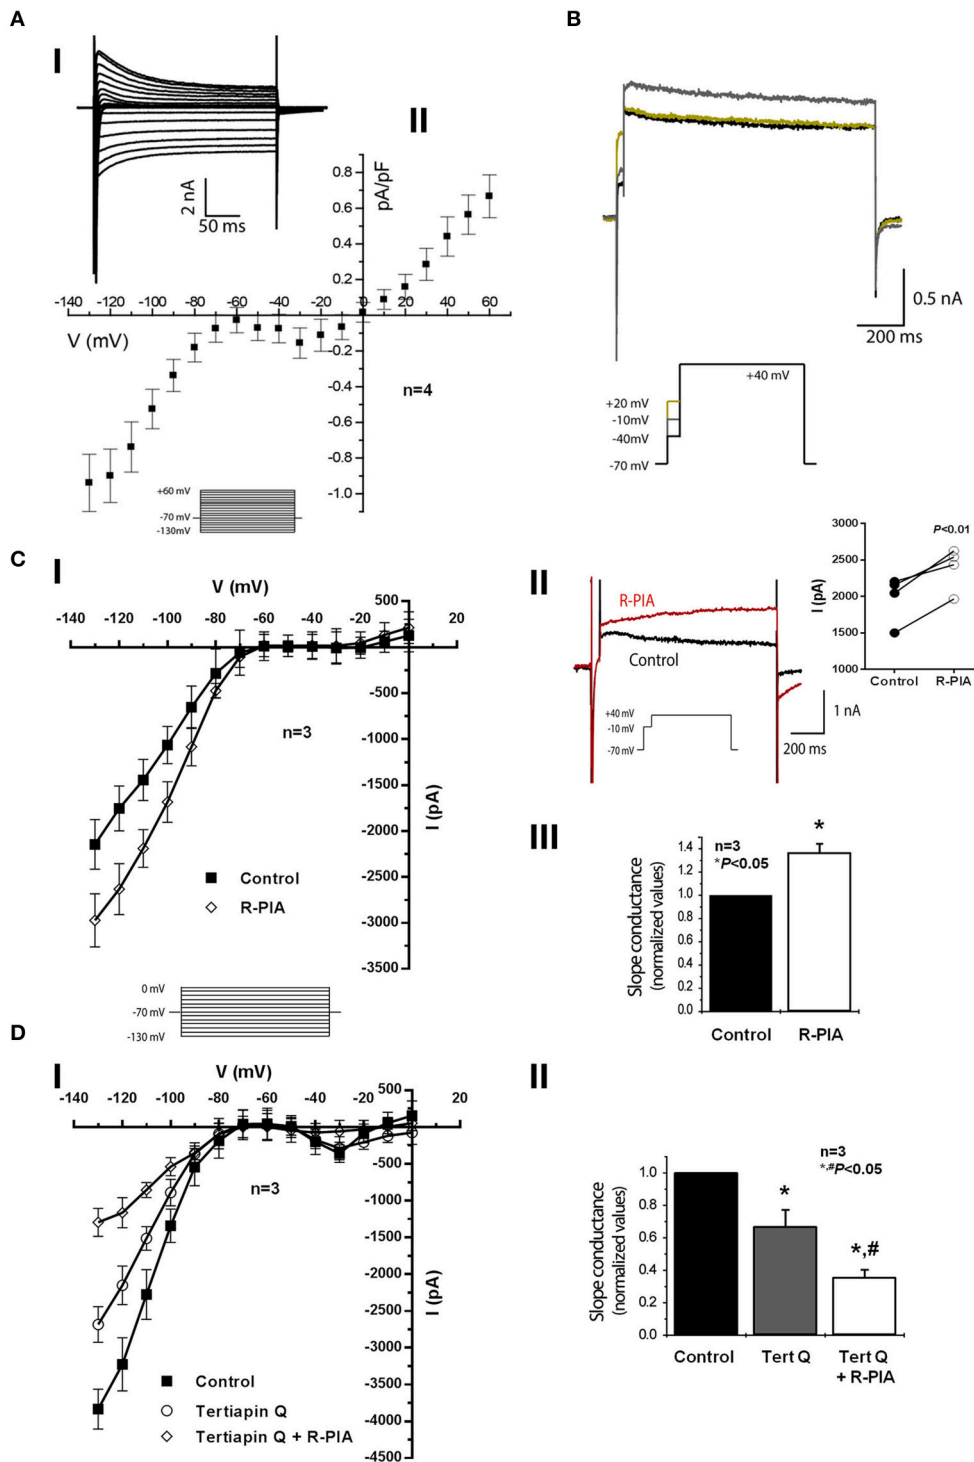 A
I
2 nA
50 ms
II
pA/pF
0.8
0.6
0.4
0.2
-140 -120 -100 -80 -60 -40 -20 0 20 40 60
V (mV)
-0.2
-0.4
-0.6
-0.8
-1.0
n=4
+60 mV
-70 mV
-130mV
B
0.5 nA
200 ms
+40 mV
+20 mV
-10mV
-40mV
-70 mV
C
I
V (mV)
-140 -120 -100 -80 -60 -40 -20 20
500
-500
-1000
-1500
-2000
-2500
-3000
-3500
I (pA)
n=3
Control
R-PIA
0 mV
-70 mV
-130 mV
II
R-PIA
Control
+40 mV
-10 mV
-70 mV
1 nA
200 ms
3000
2500
2000
1500
1000
I (pA)
P<0.01
Control R-PIA
III
Slope conductance
(normalized values)
1.4
1.2
1.0
0.8
0.6
0.4
0.2
0.0
n=3
*P<0.05
*
Control R-PIA
D
I
V (mV)
-140 -120 -100 -80 -60 -40 -20 20
500
-500
-1000
-1500
-2000
-2500
-3000
-3500
-4000
-4500
I (pA)
n=3
Control
Tertiapin Q
Tertiapin Q + R-PIA
II
Slope conductance
(normalized values)
1.0
0.8
0.6
0.4
0.2
0.0
n=3
*,#P<0.05
*
*,#
Control Tert Q Tert Q
+ R-PIA